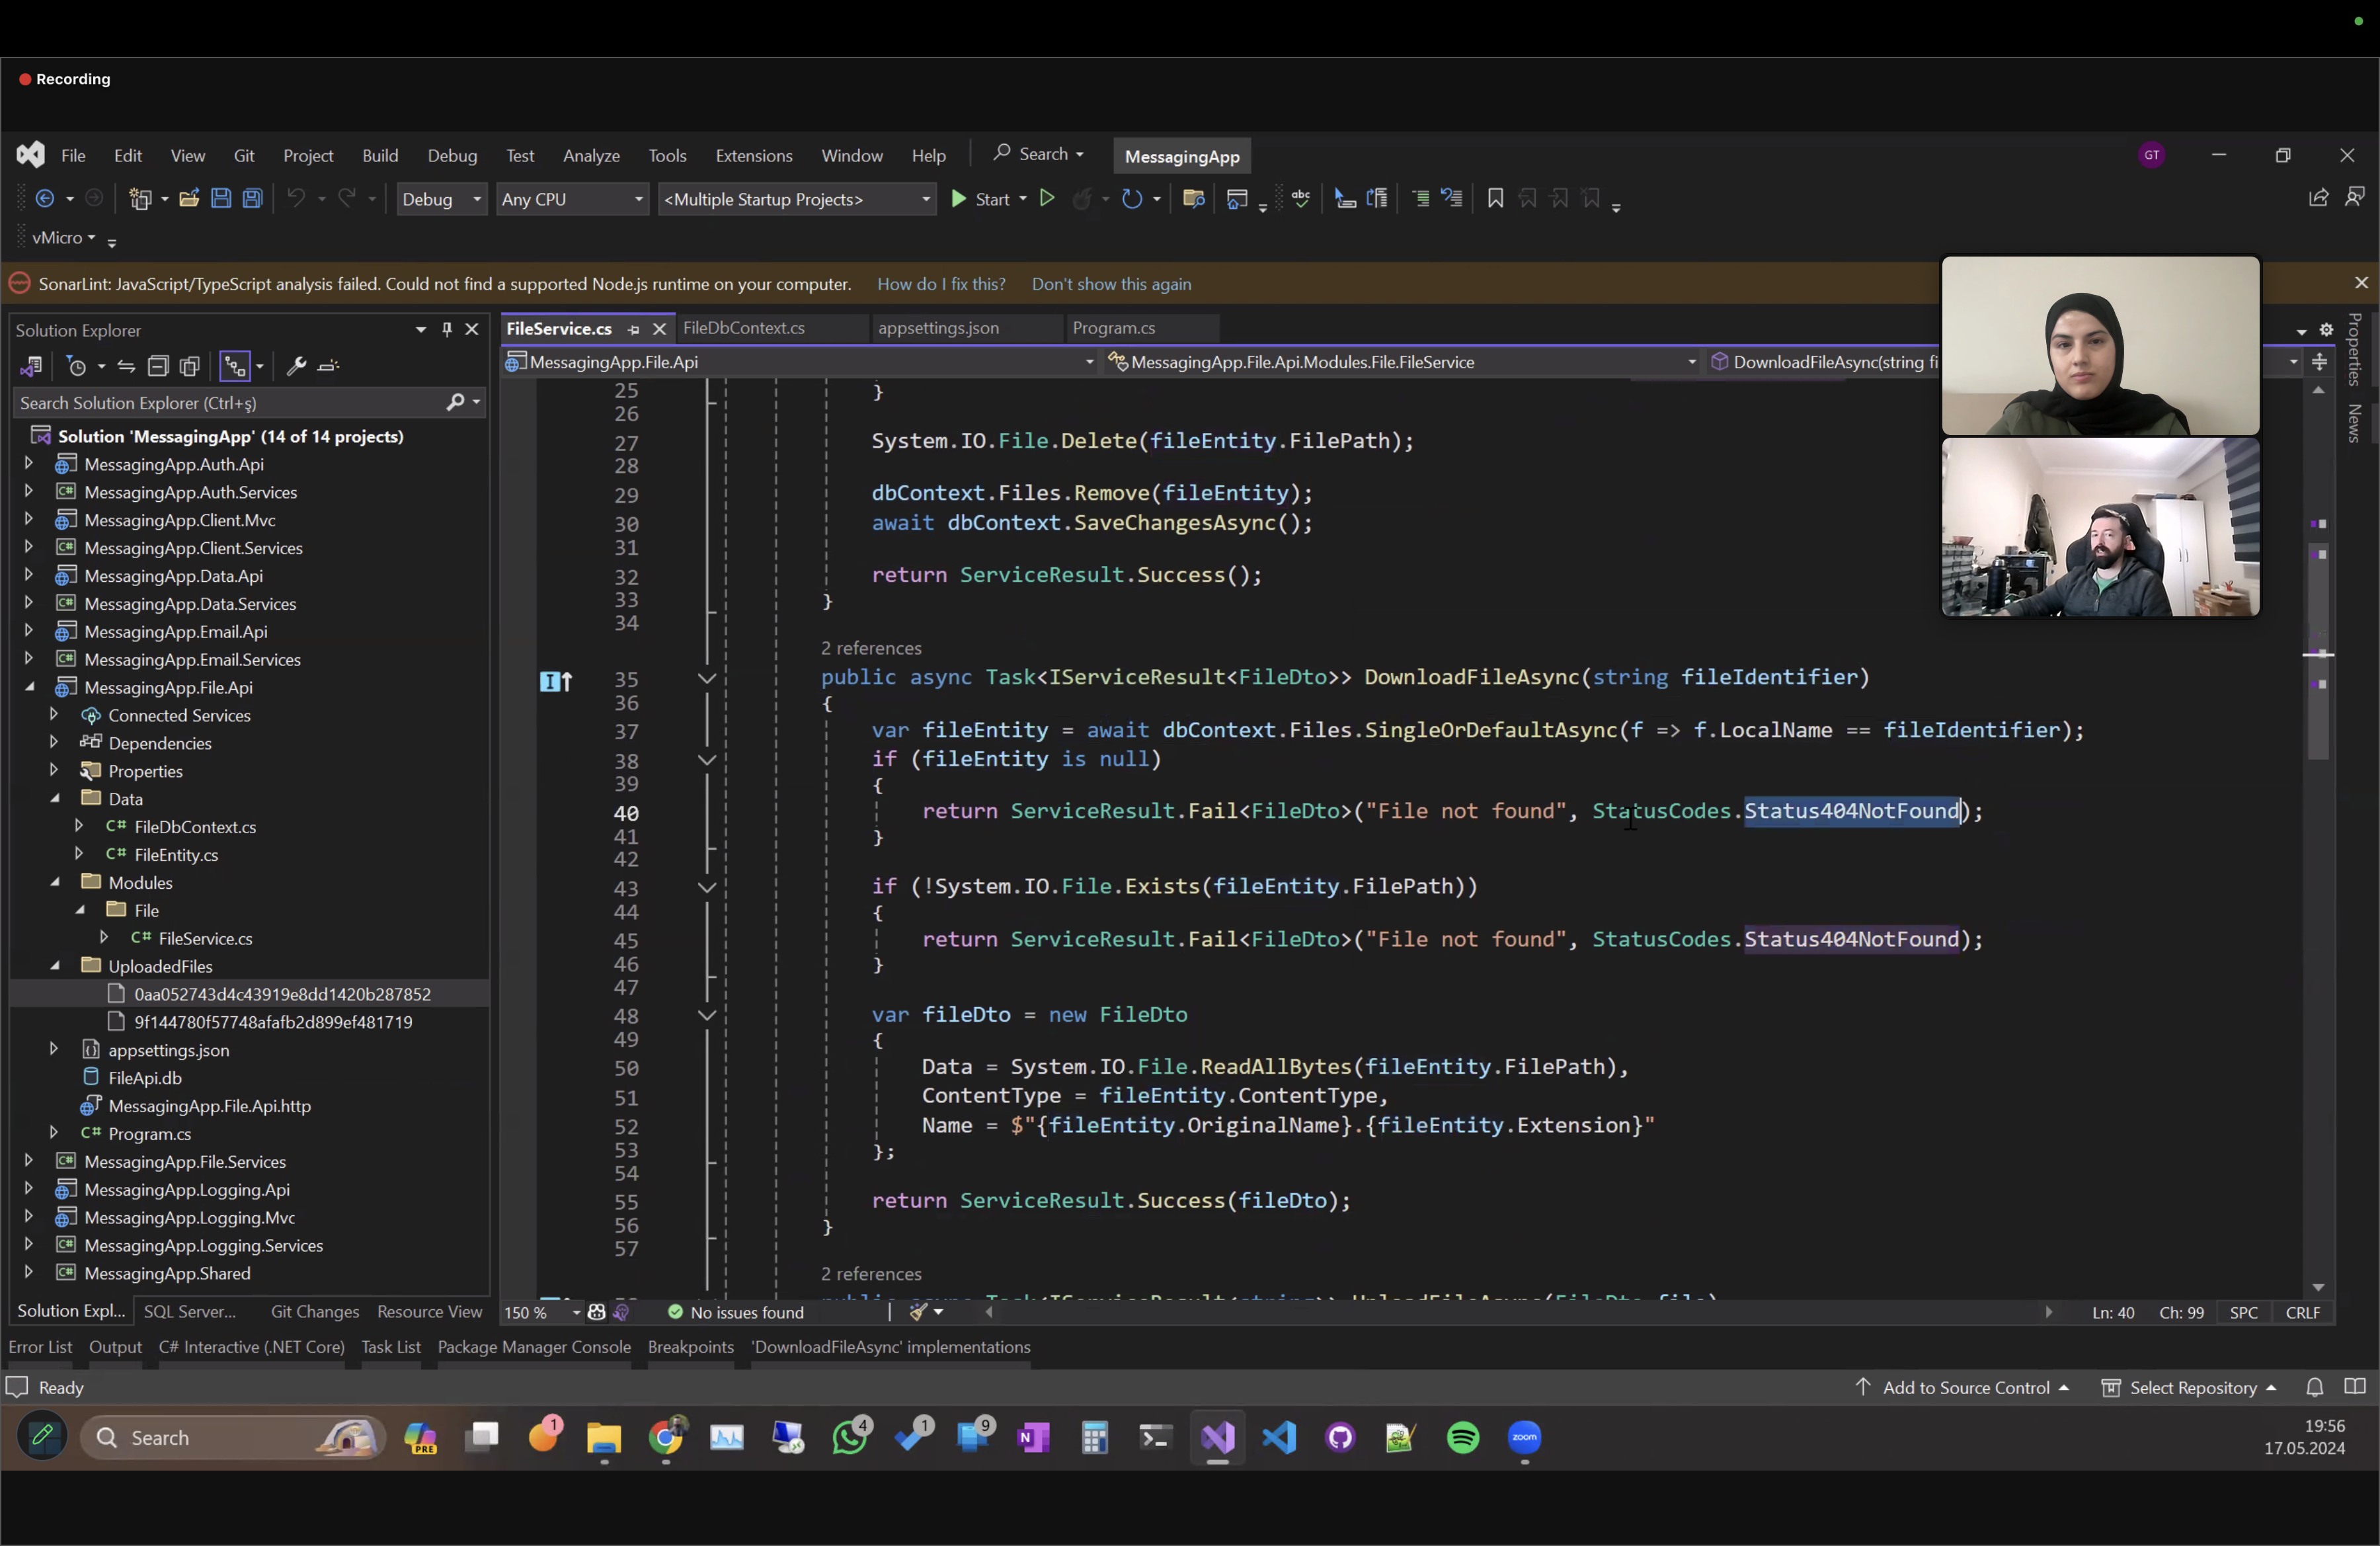 Recording
File Edit View Git Project Build Debug Test Analyze Tools Extensions Window Help Search MessagingApp GT
Debug Any CPU <Multiple Startup Projects> Start
vMicro
SonarLint: JavaScript/TypeScript analysis failed. Could not find a supported Node.js runtime on your computer. How do I fix this? Don't show this again
Solution Explorer
Search Solution Explorer (Ctrl+ş)
Solution 'MessagingApp' (14 of 14 projects)
MessagingApp.Auth.Api
C# MessagingApp.Auth.Services
MessagingApp.Client.Mvc
C# MessagingApp.Client.Services
MessagingApp.Data.Api
C# MessagingApp.Data.Services
MessagingApp.Email.Api
C# MessagingApp.Email.Services
MessagingApp.File.Api
Connected Services
Dependencies
Properties
Data
C# FileDbContext.cs
C# FileEntity.cs
Modules
File
C# FileService.cs
UploadedFiles
0aa052743d4c43919e8dd1420b287852
9f144780f57748afafb2d899ef481719
appsettings.json
FileApi.db
MessagingApp.File.Api.http
C# Program.cs
C# MessagingApp.File.Services
MessagingApp.Logging.Api
MessagingApp.Logging.Mvc
C# MessagingApp.Logging.Services
C# MessagingApp.Shared
Solution Expl... SQL Server... Git Changes Resource View
FileService.cs FileDbContext.cs appsettings.json Program.cs
MessagingApp.File.Api MessagingApp.File.Api.Modules.File.FileService DownloadFileAsync(string fi
25 }
26
27 System.IO.File.Delete(fileEntity.FilePath);
28
29 dbContext.Files.Remove(fileEntity);
30 await dbContext.SaveChangesAsync();
31
32 return ServiceResult.Success();
33 }
34
2 references
35 public async Task<IServiceResult<FileDto>> DownloadFileAsync(string fileIdentifier)
36 {
37 var fileEntity = await dbContext.Files.SingleOrDefaultAsync(f => f.LocalName == fileIdentifier);
38 if (fileEntity is null)
39 {
40 return ServiceResult.Fail<FileDto>("File not found", StatusCodes.Status404NotFound);
41 }
42
43 if (!System.IO.File.Exists(fileEntity.FilePath))
44 {
45 return ServiceResult.Fail<FileDto>("File not found", StatusCodes.Status404NotFound);
46 }
47
48 var fileDto = new FileDto
49 {
50 Data = System.IO.File.ReadAllBytes(fileEntity.FilePath),
51 ContentType = fileEntity.ContentType,
52 Name = $"{fileEntity.OriginalName}.{fileEntity.Extension}"
53 };
54
55 return ServiceResult.Success(fileDto);
56 }
57
2 references
public async Task<IServiceResult<string>> UploadFileAsync(FileDto file)
150 % No issues found Ln: 40 Ch: 99 SPC CRLF
Properties
News
Error List Output C# Interactive (.NET Core) Task List Package Manager Console Breakpoints 'DownloadFileAsync' implementations
Ready Add to Source Control Select Repository
Search PRE 1 4 1 9 N zoom
19:56
17.05.2024